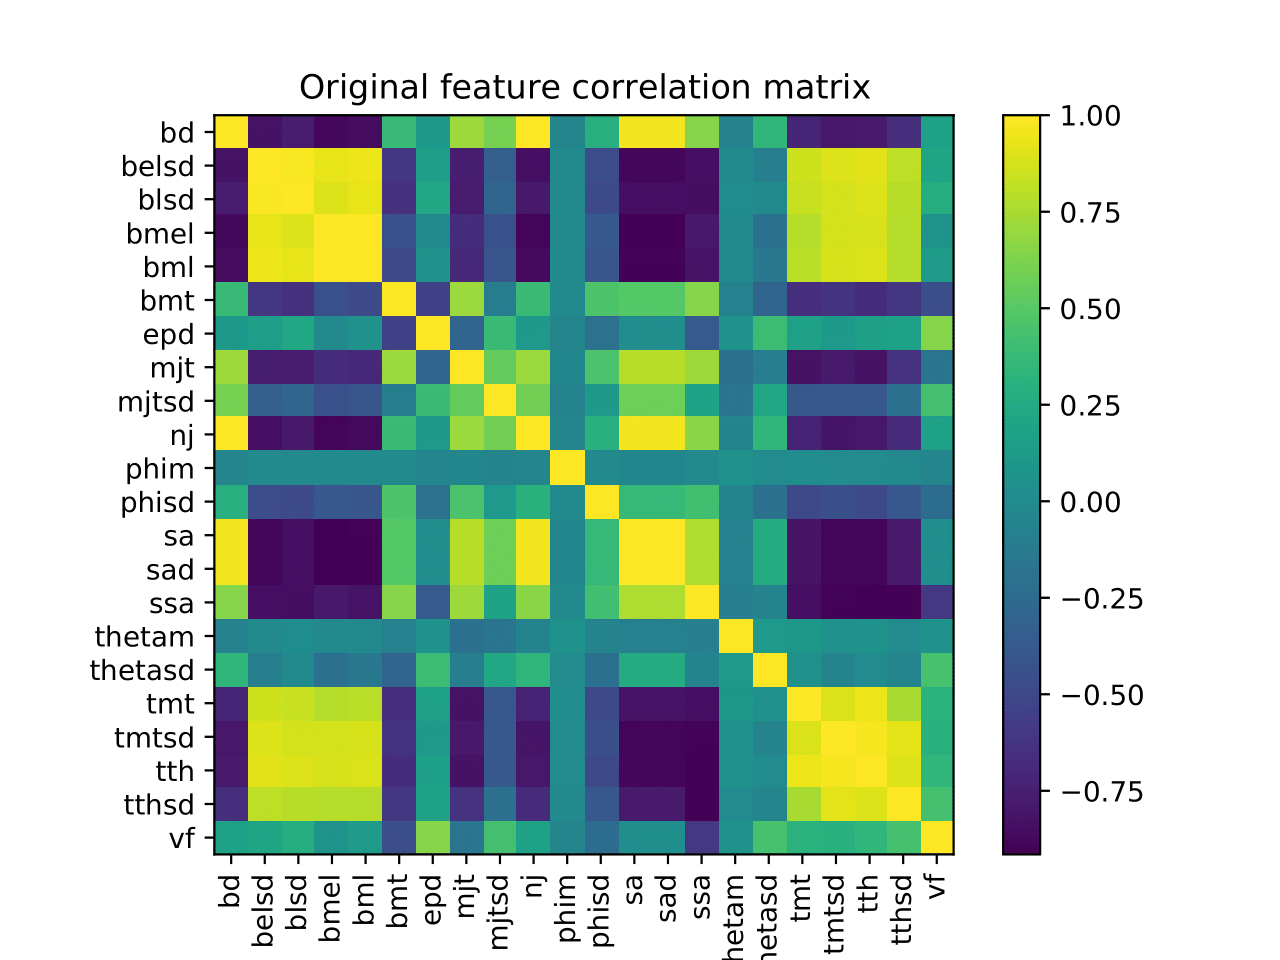 Original feature correlation matrix
bd
belsd
blsd
bmel
bml
bmt
epd
mjt
mjtsd
nj
phim
phisd
sa
sad
ssa
thetam
thetasd
tmt
tmtsd
tth
tthsd
vf
bd
belsd
blsd
bmel
bml
bmt
epd
mjt
mjtsd
nj
phim
phisd
sa
sad
ssa
hetam
hetasd
tmt
tmtsd
tth
tthsd
vf
1.00
0.75
0.50
0.25
0.00
−0.25
−0.50
−0.75